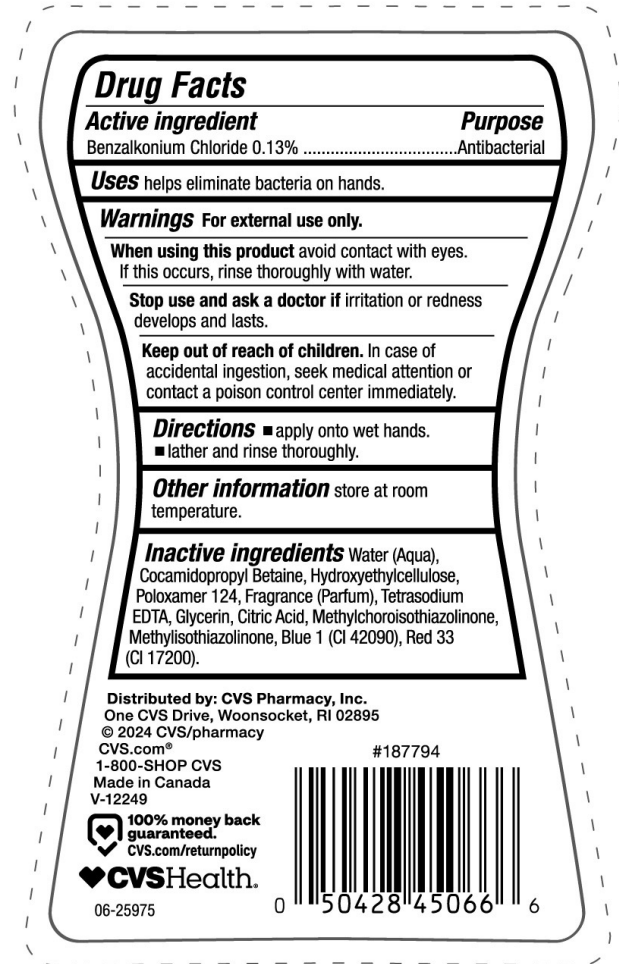 Drug Facts
Active ingredient Purpose
Benzalkonium Chloride 0.13% ..................................Antibacterial
Uses helps eliminate bacteria on hands.
Warnings For external use only.
When using this product avoid contact with eyes.
If this occurs, rinse thoroughly with water.
Stop use and ask a doctor if irritation or redness
develops and lasts.
Keep out of reach of children. In case of
accidental ingestion, seek medical attention or
contact a poison control center immediately.
Directions ■ apply onto wet hands.
■ lather and rinse thoroughly.
Other information store at room
temperature.
Inactive ingredients Water (Aqua),
Cocamidopropyl Betaine, Hydroxyethylcellulose,
Poloxamer 124, Fragrance (Parfum), Tetrasodium
EDTA, Glycerin, Citric Acid, Methylchoroisothiazolinone,
Methylisothiazolinone, Blue 1 (CI 42090), Red 33
(CI 17200).
Distributed by: CVS Pharmacy, Inc.
One CVS Drive, Woonsocket, RI 02895
© 2024 CVS/pharmacy
CVS.com®
1-800-SHOP CVS
Made in Canada
V-12249
100% money back
guaranteed.
CVS.com/returnpolicy
CVSHealth®
06-25975
#187794
0 50428 45066 6